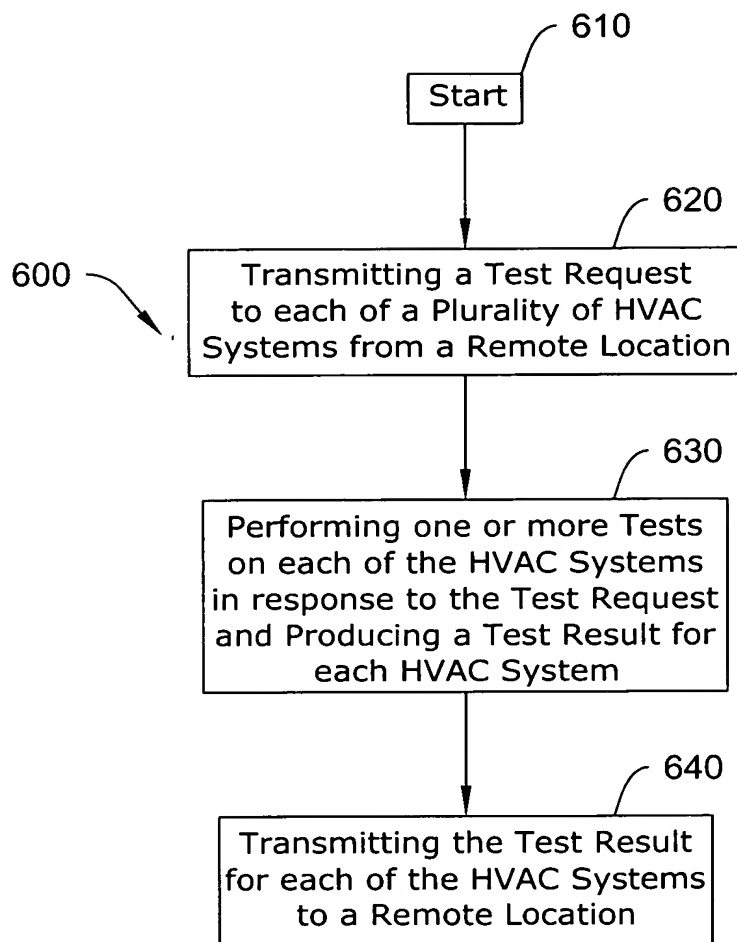 610
Start
620
600
Transmitting a Test Request
to each of a Plurality of HVAC
Systems from a Remote Location
630
Performing one or more Tests
on each of the HVAC Systems
in response to the Test Request
and Producing a Test Result for
each HVAC System
640
Transmitting the Test Result
for each of the HVAC Systems
to a Remote Location